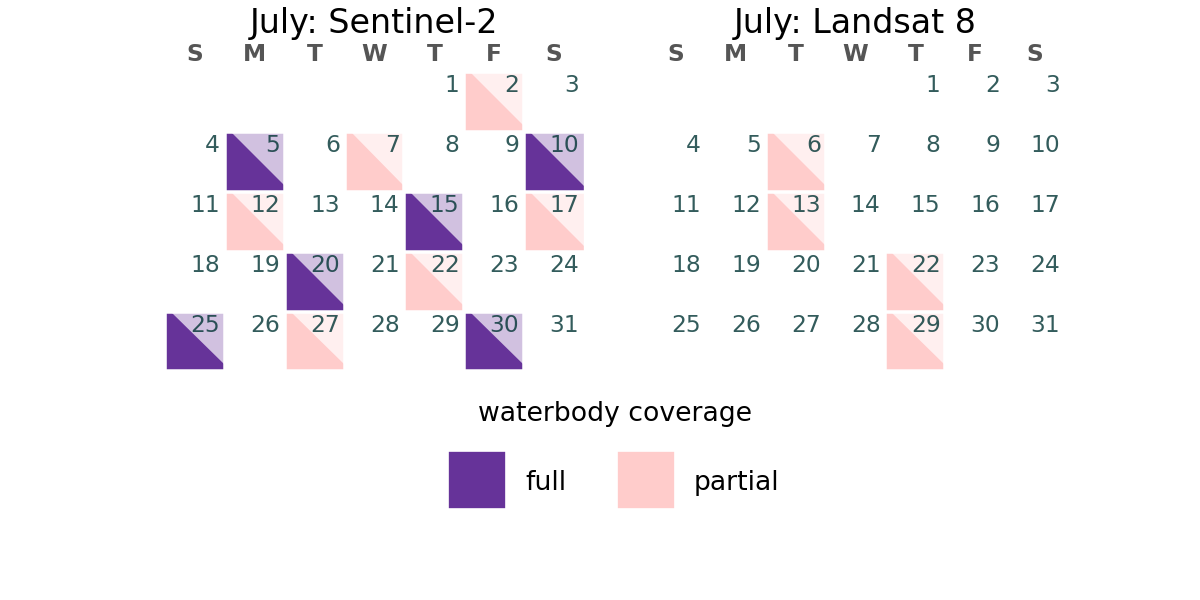 July: Sentinel-2
S M T W T F S
1 2 3
4 5 6 7 8 9 10
11 12 13 14 15 16 17
18 19 20 21 22 23 24
25 26 27 28 29 30 31
July: Landsat 8
S M T W T F S
1 2 3
4 5 6 7 8 9 10
11 12 13 14 15 16 17
18 19 20 21 22 23 24
25 26 27 28 29 30 31
waterbody coverage
full
partial